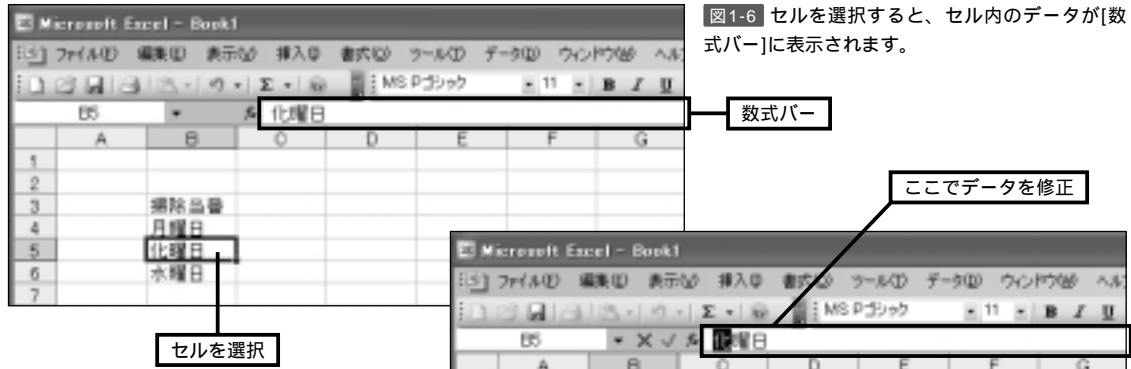 図1-6 セルを選択すると、セル内のデータが[数
式バー]に表示されます。
Microsoft Excel - Book1
ファイル(F) 編集(E) 表示(V) 挿入(I) 書式(O) ツール(T) データ(D) ウィンドウ(W) ヘル
MS Pゴシック 11 B I U
B5 fx 化曜日
数式バー
A B C D E F G
1
2
3 掃除当番
4 月曜日
5 化曜日
6 水曜日
7
セルを選択
ここでデータを修正
Microsoft Excel - Book1
ファイル(F) 編集(E) 表示(V) 挿入(I) 書式(O) ツール(T) データ(D) ウィンドウ(W) ヘル
MS Pゴシック 11 B I U
B5 fx 化曜日
A B C D E F G